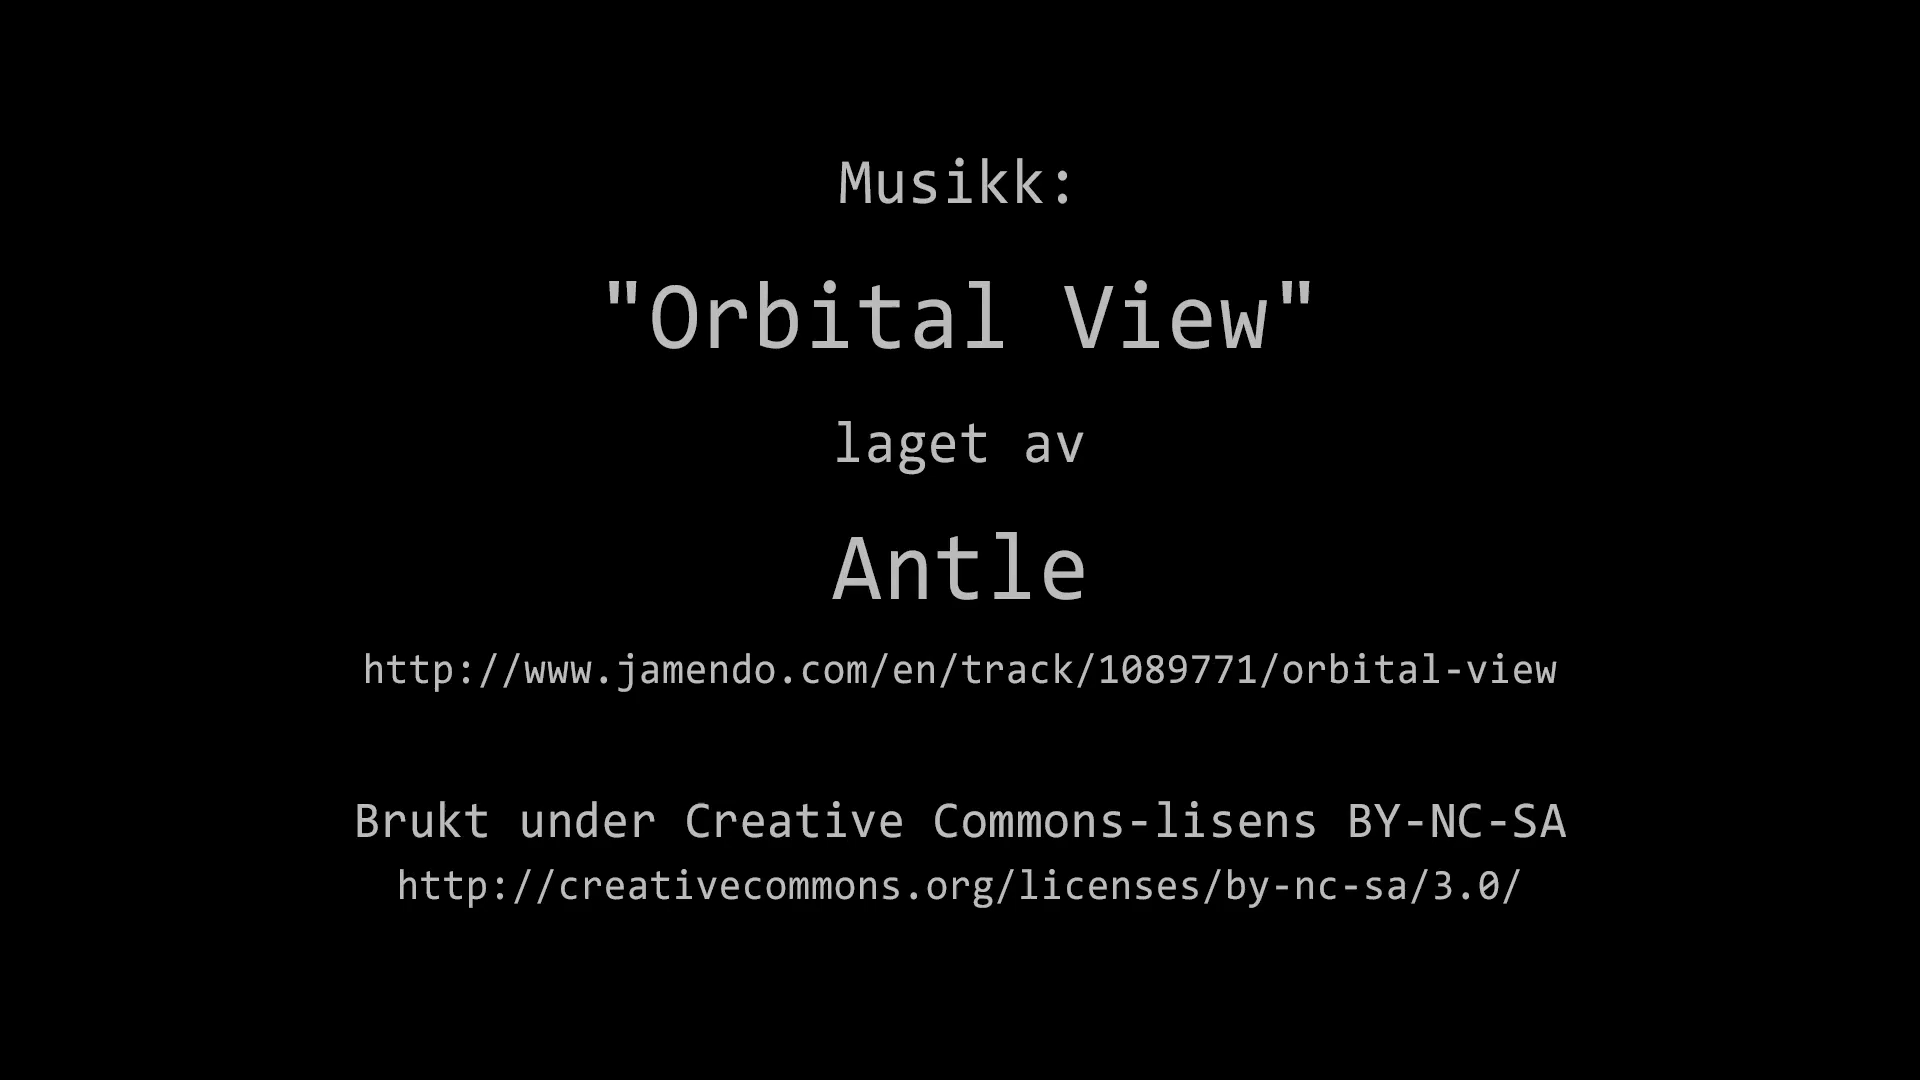 Musikk:
"Orbital View"
laget av
Antle
http://www.jamendo.com/en/track/1089771/orbital-view
Brukt under Creative Commons-lisens BY-NC-SA
http://creativecommons.org/licenses/by-nc-sa/3.0/